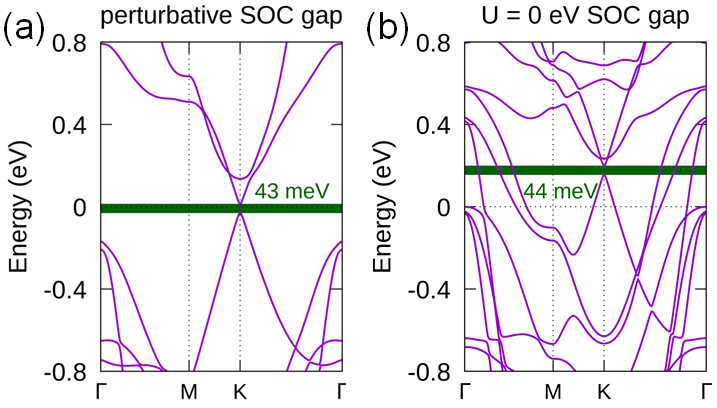 (a) perturbative SOC gap
0.8
0.4
0
-0.4
-0.8
Energy (eV)
43 meV
Γ M K Γ
(b) U = 0 eV SOC gap
0.8
0.4
0
-0.4
-0.8
Energy (eV)
44 meV
Γ M K Γ